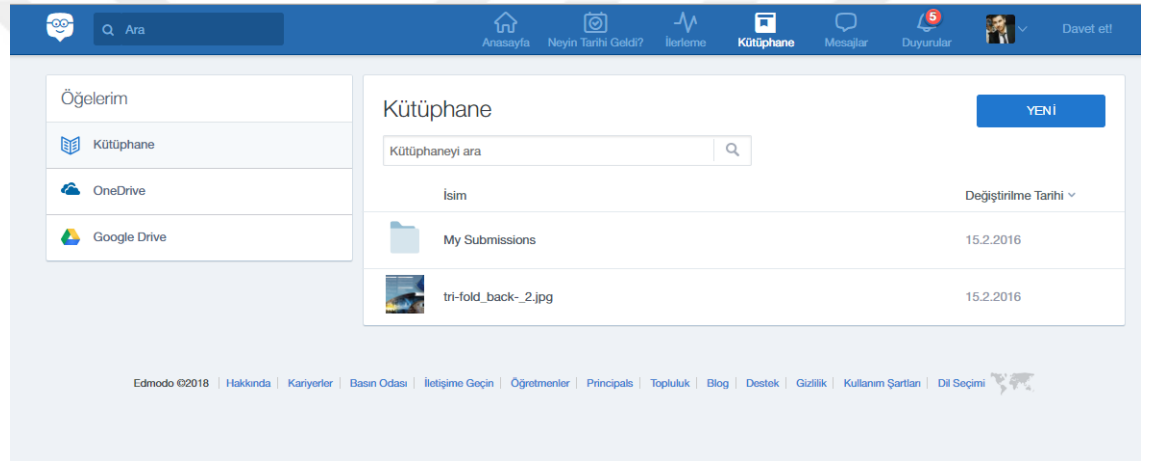 Ara
Anasayfa
Neyin Tarihi Geldi?
İlerleme
Kütüphane
Mesajlar
5
Duyurular
Davet et!
Öğelerim
Kütüphane
OneDrive
Google Drive
Kütüphane
YENİ
Kütüphaneyi ara
İsim
Değiştirilme Tarihi
My Submissions
15.2.2016
tri-fold_back-_2.jpg
15.2.2016
Edmodo ©2018 | Hakkında | Kariyerler | Basın Odası | İletişime Geçin | Öğretmenler | Principals | Topluluk | Blog | Destek | Gizlilik | Kullanım Şartları | Dil Seçimi